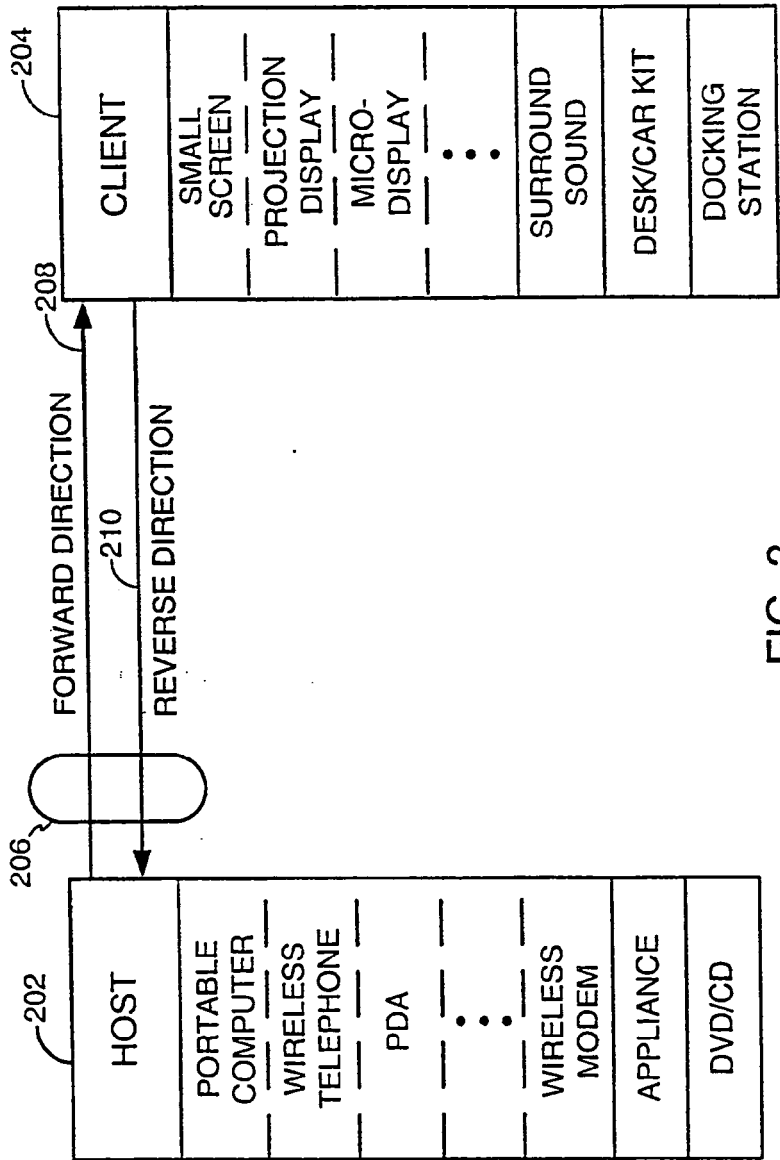 202
HOST
PORTABLE
COMPUTER
WIRELESS
TELEPHONE
PDA
WIRELESS
MODEM
APPLIANCE
DVD/CD
206
FORWARD DIRECTION
208
210
REVERSE DIRECTION
204
CLIENT
SMALL
SCREEN
PROJECTION
DISPLAY
MICRO-
DISPLAY
SURROUND
SOUND
DESK/CAR KIT
DOCKING
STATION
FIG.